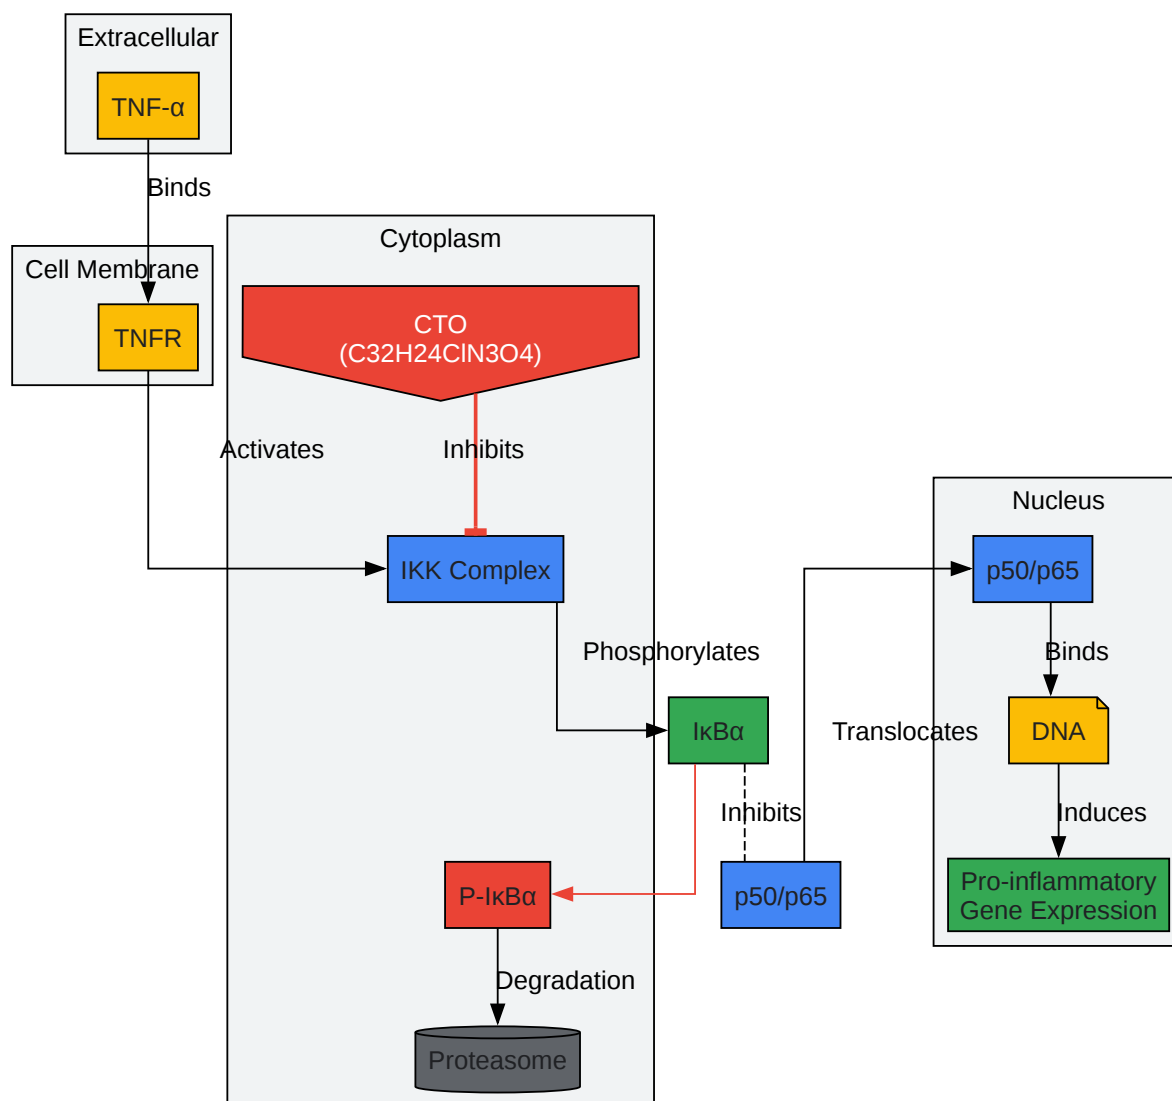 Extracellular
TNF-α
Binds
Cytoplasm
Cell Membrane
CTO
(C32H24ClN3O4)
TNFR
Activates
Inhibits
Nucleus
IKK Complex
p50/p65
Phosphorylates
Binds
IκBα
Translocates
DNA
Inhibits
Induces
P-IκBα
p50/p65
Pro-inflammatory
Gene Expression
Degradation
Proteasome